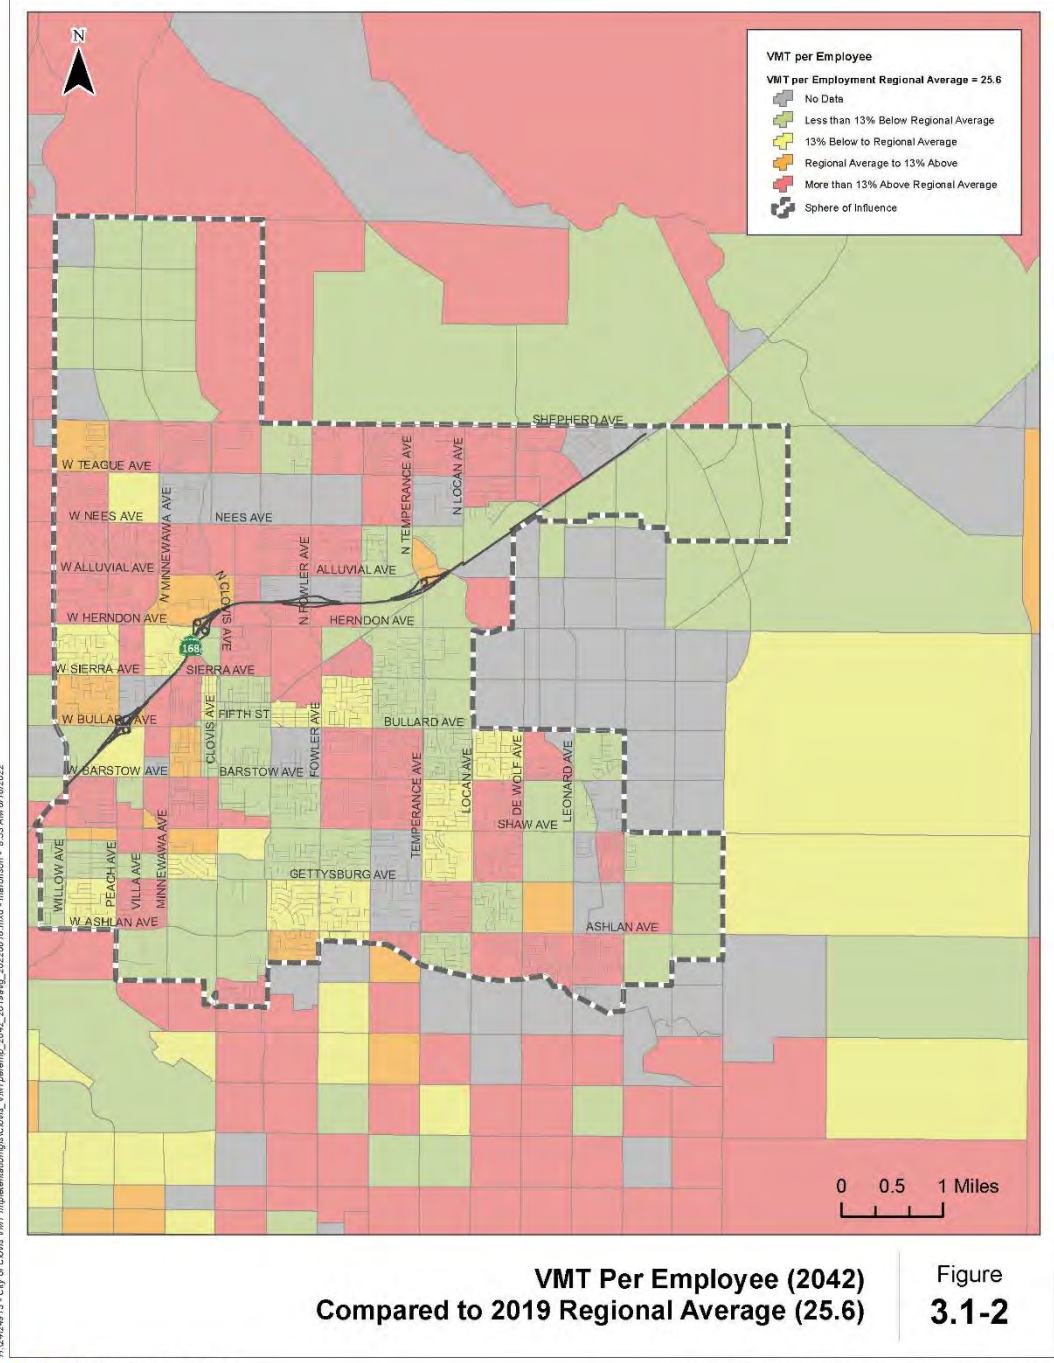 N
VMT per Employee
VMT per Employment Regional Average = 25.6
No Data
Less than 13% Below Regional Average
13% Below to Regional Average
Regional Average to 13% Above
More than 13% Above Regional Average
Sphere of Influence
SHEPHERD AVE
W TEAGUE AVE
N TEMPERANCE AVE
N LOCAN AVE
W NEES AVE
NEES AVE
N MINNEWAWA AVE
W ALLUVIAL AVE
N CLOVIS AVE
N FOWLER AVE
ALLUVIAL AVE
W HERNDON AVE
HERNDON AVE
168
W SIERRA AVE
SIERRA AVE
W BULLARD AVE
CLOVIS AVE
FIFTH ST
FOWLER AVE
BULLARD AVE
W BARSTOW AVE
BARSTOW AVE
TEMPERANCE AVE
LOCAN AVE
DE WOLF AVE
LEONARD AVE
SHAW AVE
WILLOW AVE
PEACH AVE
VILLA AVE
MINNEWAWA AVE
GETTYSBURG AVE
W ASHLAN AVE
ASHLAN AVE
0 0.5 1 Miles
VMT Per Employee (2042)
Compared to 2019 Regional Average (25.6)
Figure
3.1-2